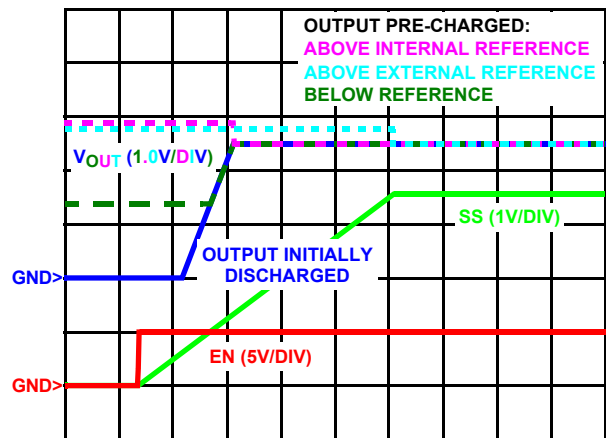 OUTPUT PRE-CHARGED:
ABOVE INTERNAL REFERENCE
ABOVE EXTERNAL REFERENCE
BELOW REFERENCE
VOUT (1.0V/DIV)
SS (1V/DIV)
OUTPUT INITIALLY
DISCHARGED
GND>
EN (5V/DIV)
GND>